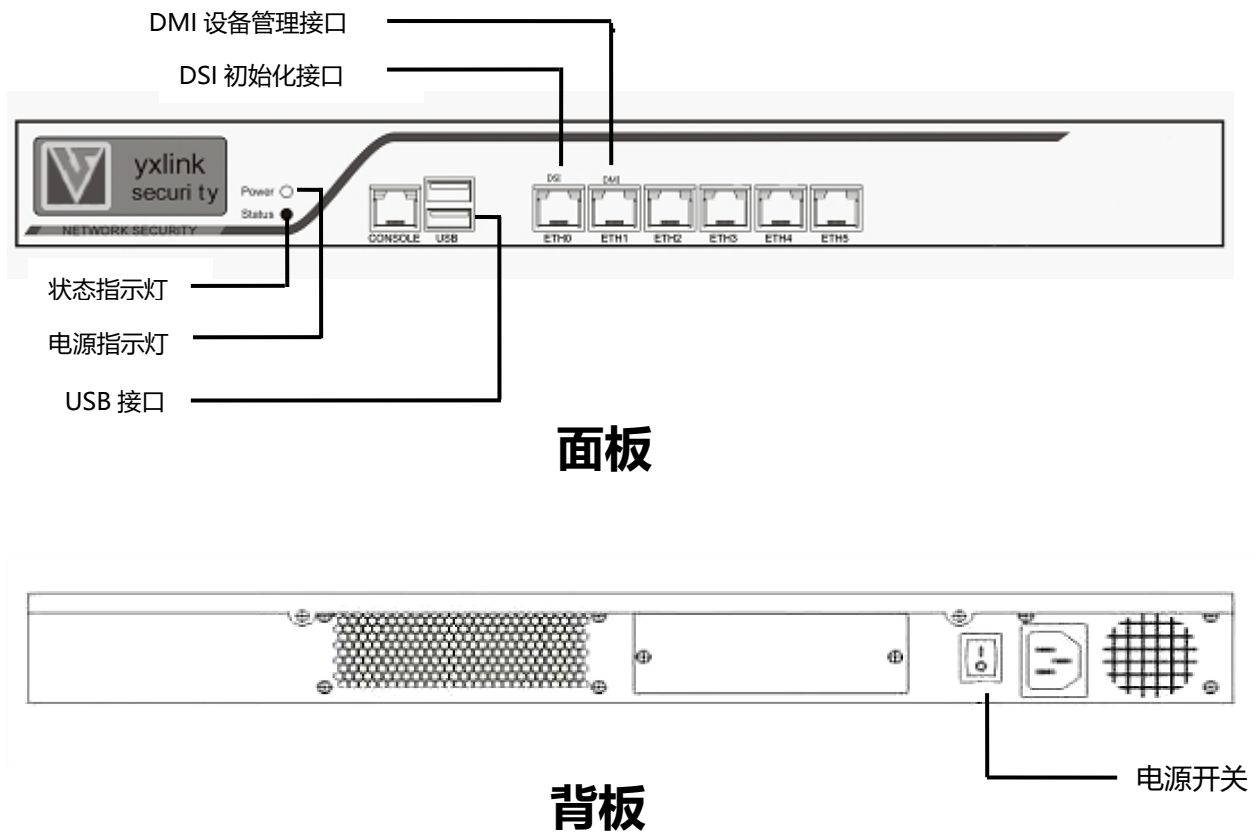 DMI 设备管理接口
DSI 初始化接口
yxlink
securi ty
NETWORK SECURITY
Power
Status
CONSOLE
USB
DSI
DMI
ETH0
ETH1
ETH2
ETH3
ETH4
ETH5
状态指示灯
电源指示灯
USB 接口
面板
电源开关
背板